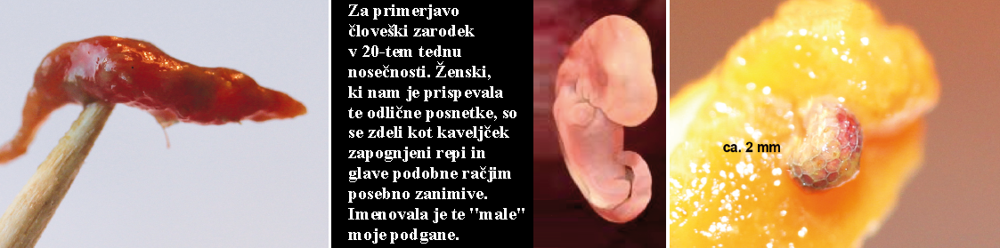 Za primerjavo
človeški zarodek
v 20-tem tednu
nosečnosti. Ženski,
ki nam je prispevala
te odlične posnetke, so
se zdeli kot kaveljček
zapognjeni repi in
glave podobne račjim
posebno zanimive.
Imenovala je te "male"
moje podgane.
ca. 2 mm